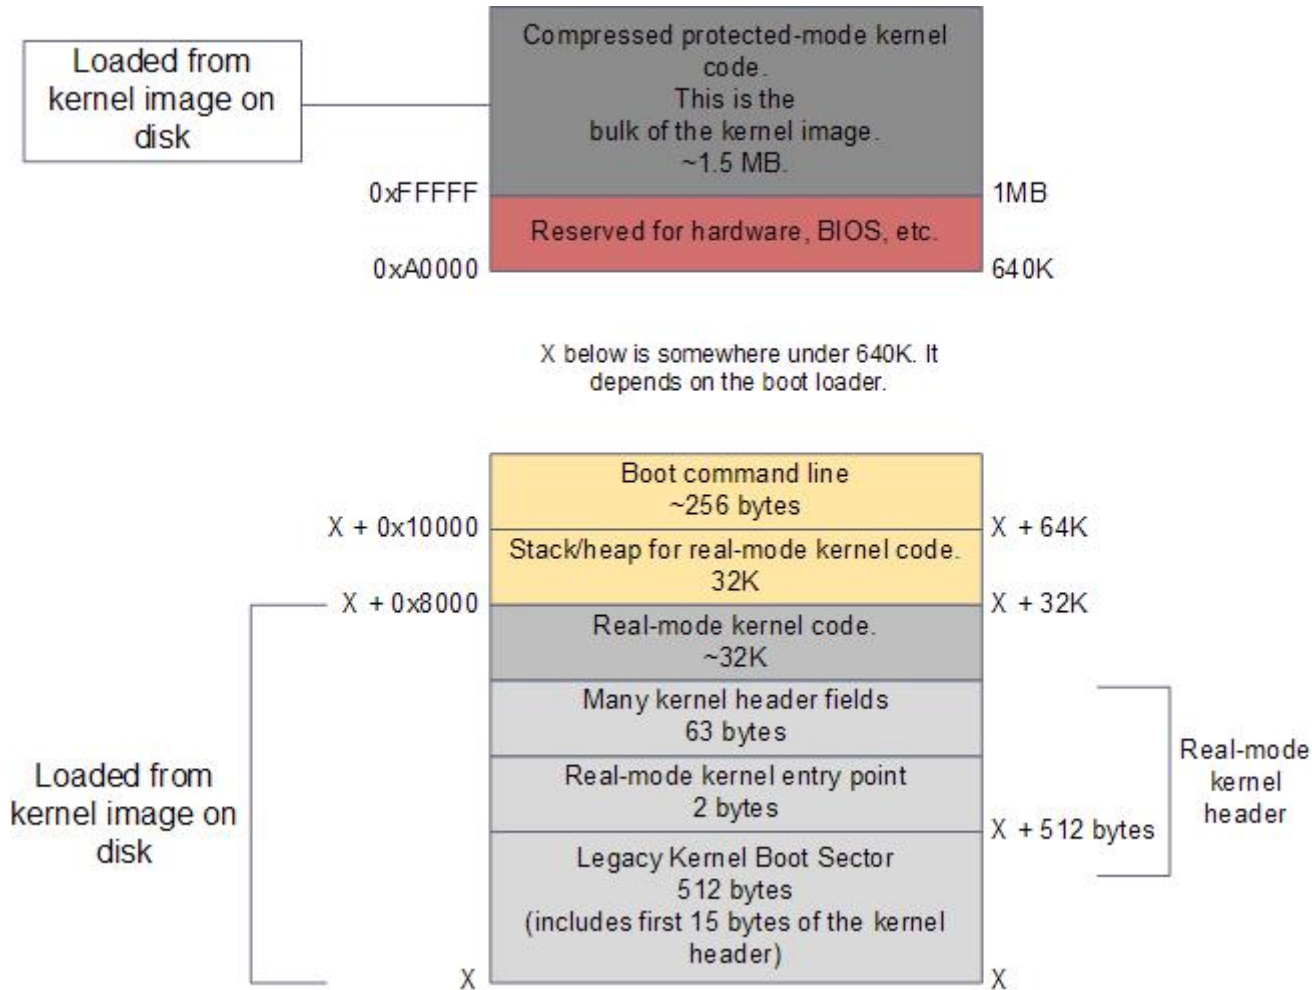 Compressed protected-mode kernel
code.
This is the
bulk of the kernel image.
~1.5 MB.
Loaded from
kernel image on
disk
0xFFFFF
1MB
Reserved for hardware, BIOS, etc.
0xA0000
640K
X below is somewhere under 640K. It
depends on the boot loader.
Boot command line
~256 bytes
X + 0x10000
X + 64K
Stack/heap for real-mode kernel code.
32K
X + 0x8000
X + 32K
Real-mode kernel code.
~32K
Many kernel header fields
63 bytes
Real-mode
kernel
header
Real-mode kernel entry point
2 bytes
Loaded from
kernel image on
disk
X + 512 bytes
Legacy Kernel Boot Sector
512 bytes
(includes first 15 bytes of the kernel
header)
X
X